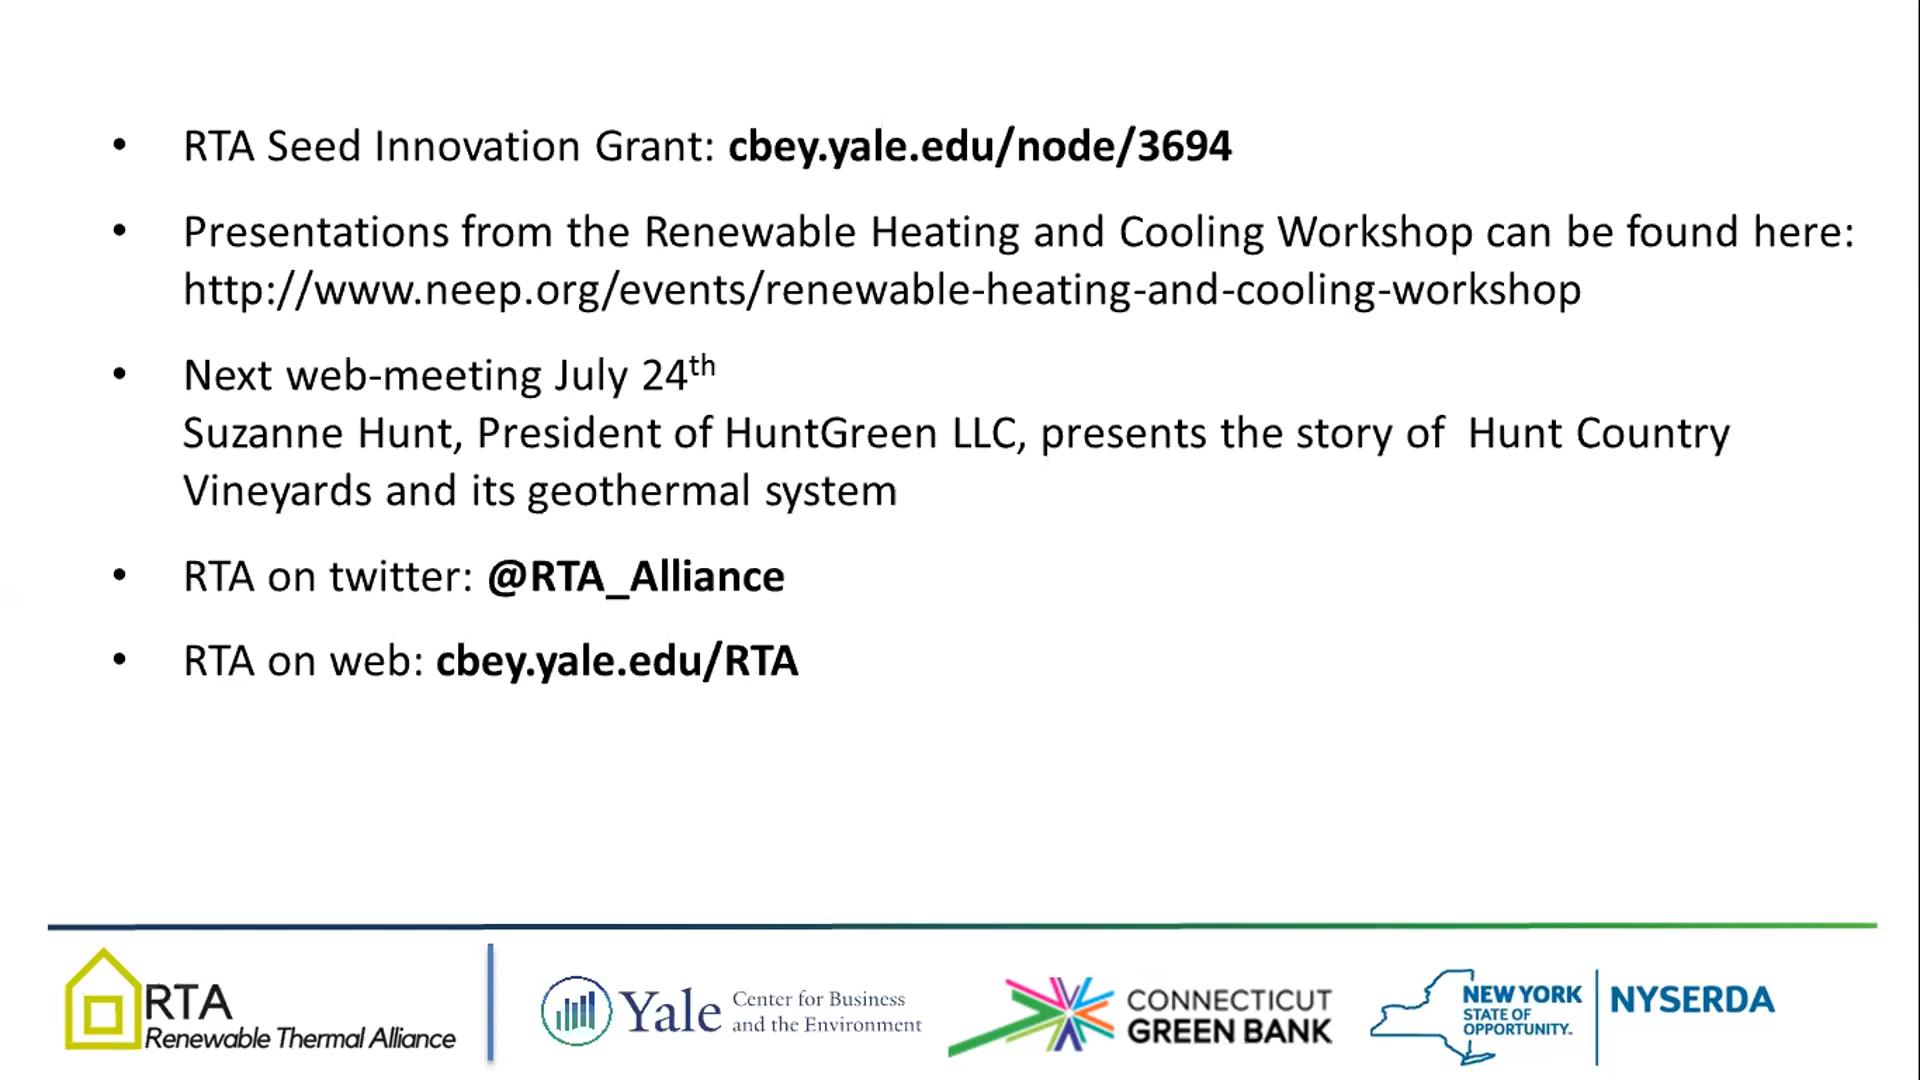 • RTA Seed Innovation Grant: cbey.yale.edu/node/3694
• Presentations from the Renewable Heating and Cooling Workshop can be found here:
http://www.neep.org/events/renewable-heating-and-cooling-workshop
• Next web-meeting July 24th
Suzanne Hunt, President of HuntGreen LLC, presents the story of Hunt Country
Vineyards and its geothermal system
• RTA on twitter: @RTA_Alliance
• RTA on web: cbey.yale.edu/RTA
RTA
Renewable Thermal Alliance
Yale
Center for Business
and the Environment
CONNECTICUT
GREEN BANK
NEW YORK
STATE OF
OPPORTUNITY.
NYSERDA